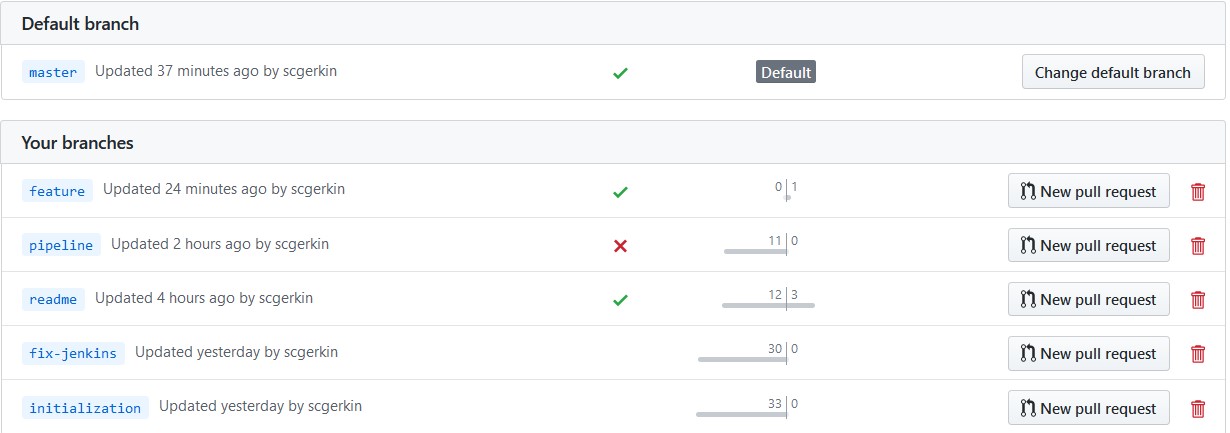 Default branch
master Updated 37 minutes ago by scgerkin Default Change default branch
Your branches
feature Updated 24 minutes ago by scgerkin 0 1 New pull request
pipeline Updated 2 hours ago by scgerkin 11 0 New pull request
readme Updated 4 hours ago by scgerkin 12 3 New pull request
fix-jenkins Updated yesterday by scgerkin 30 0 New pull request
initialization Updated yesterday by scgerkin 33 0 New pull request